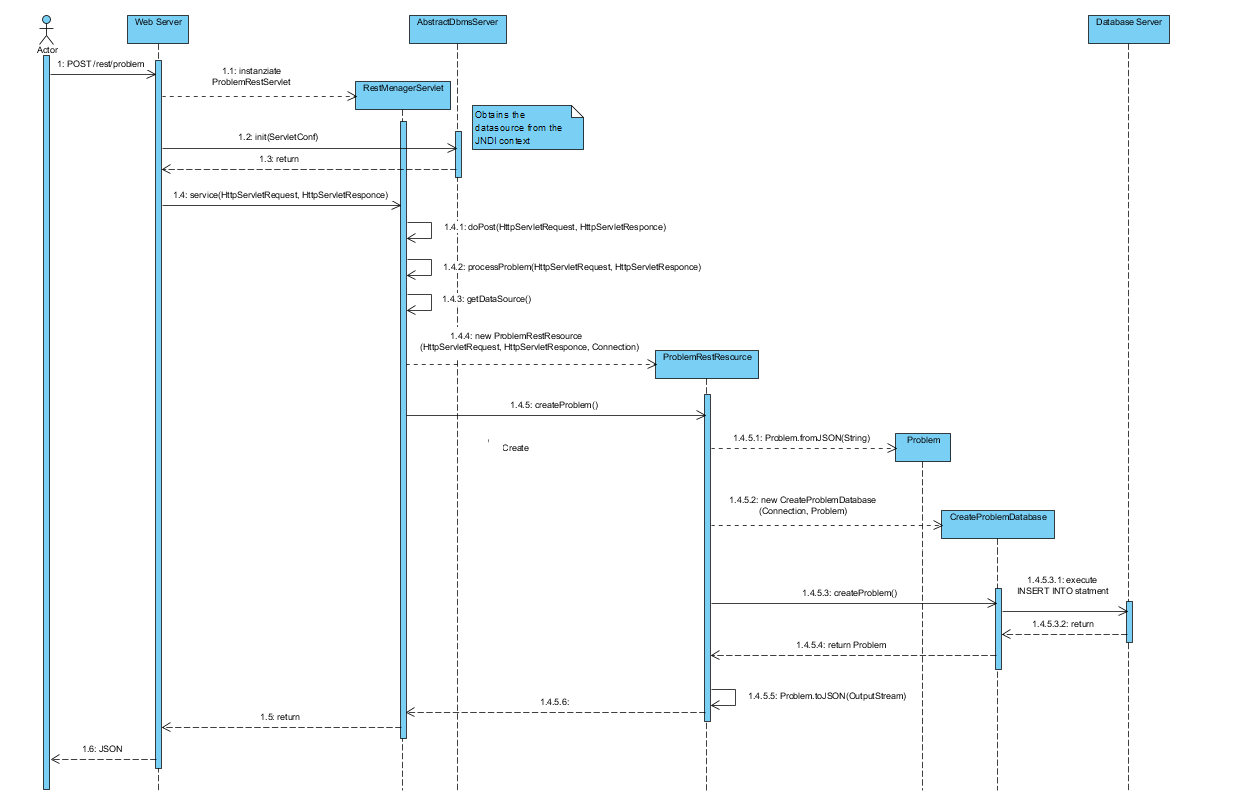 Web Server
AbstractDbmsServer
Database Server
Actor
1: POST /rest/problem
1.1: instanziate
ProblemRestServlet
RestMenagerServlet
Obtains the
datasource from the
JNDI context
1.2: init(ServletConf)
1.3: return
1.4: service(HttpServletRequest, HttpServletResponce)
1.4.1: doPost(HttpServletRequest, HttpServletResponce)
1.4.2: processProblem(HttpServletRequest, HttpServletResponce)
1.4.3: getDataSource()
1.4.4: new ProblemRestResource
(HttpServletRequest, HttpServletResponce, Connection)
ProblemRestResource
1.4.5: createProblem()
Create
1.4.5.1: Problem.fromJSON(String)
Problem
1.4.5.2: new CreateProblemDatabase
(Connection, Problem)
CreateProblemDatabase
1.4.5.3: createProblem()
1.4.5.3.1: execute
INSERT INTO statment
1.4.5.3.2: return
1.4.5.4: return Problem
1.4.5.5: Problem.toJSON(OutputStream)
1.4.5.6:
1.5: return
1.6: JSON